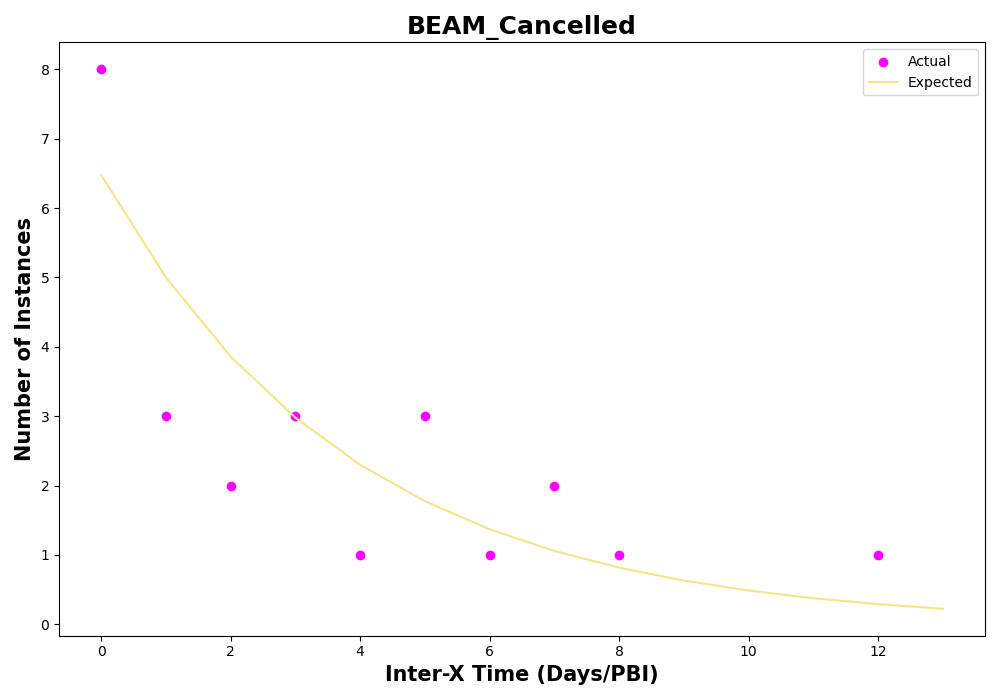 BEAM_Cancelled
Actual
Expected
Number of Instances
8
7
6
5
4
3
2
1
0
0 2 4 6 8 10 12
Inter-X Time (Days/PBI)